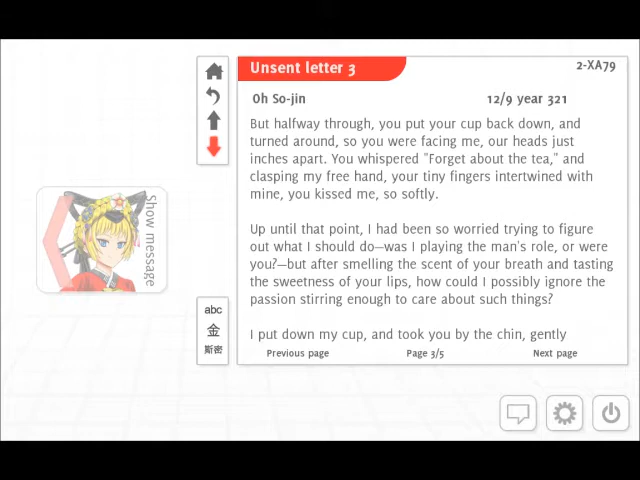 Unsent letter 3
2-XA79
Oh So-jin
12/9 year 321
But halfway through, you put your cup back down, and
turned around, so you were facing me, our heads just
inches apart. You whispered "Forget about the tea," and
clasping my free hand, your tiny fingers intertwined with
mine, you kissed me, so softly.
Up until that point, I had been so worried trying to figure
out what I should do—was I playing the man's role, or were
you?—but after smelling the scent of your breath and tasting
the sweetness of your lips, how could I possibly ignore the
passion stirring enough to care about such things?
I put down my cup, and took you by the chin, gently
Previous page
Page 3/5
Next page
Show message
abc
金
斯密